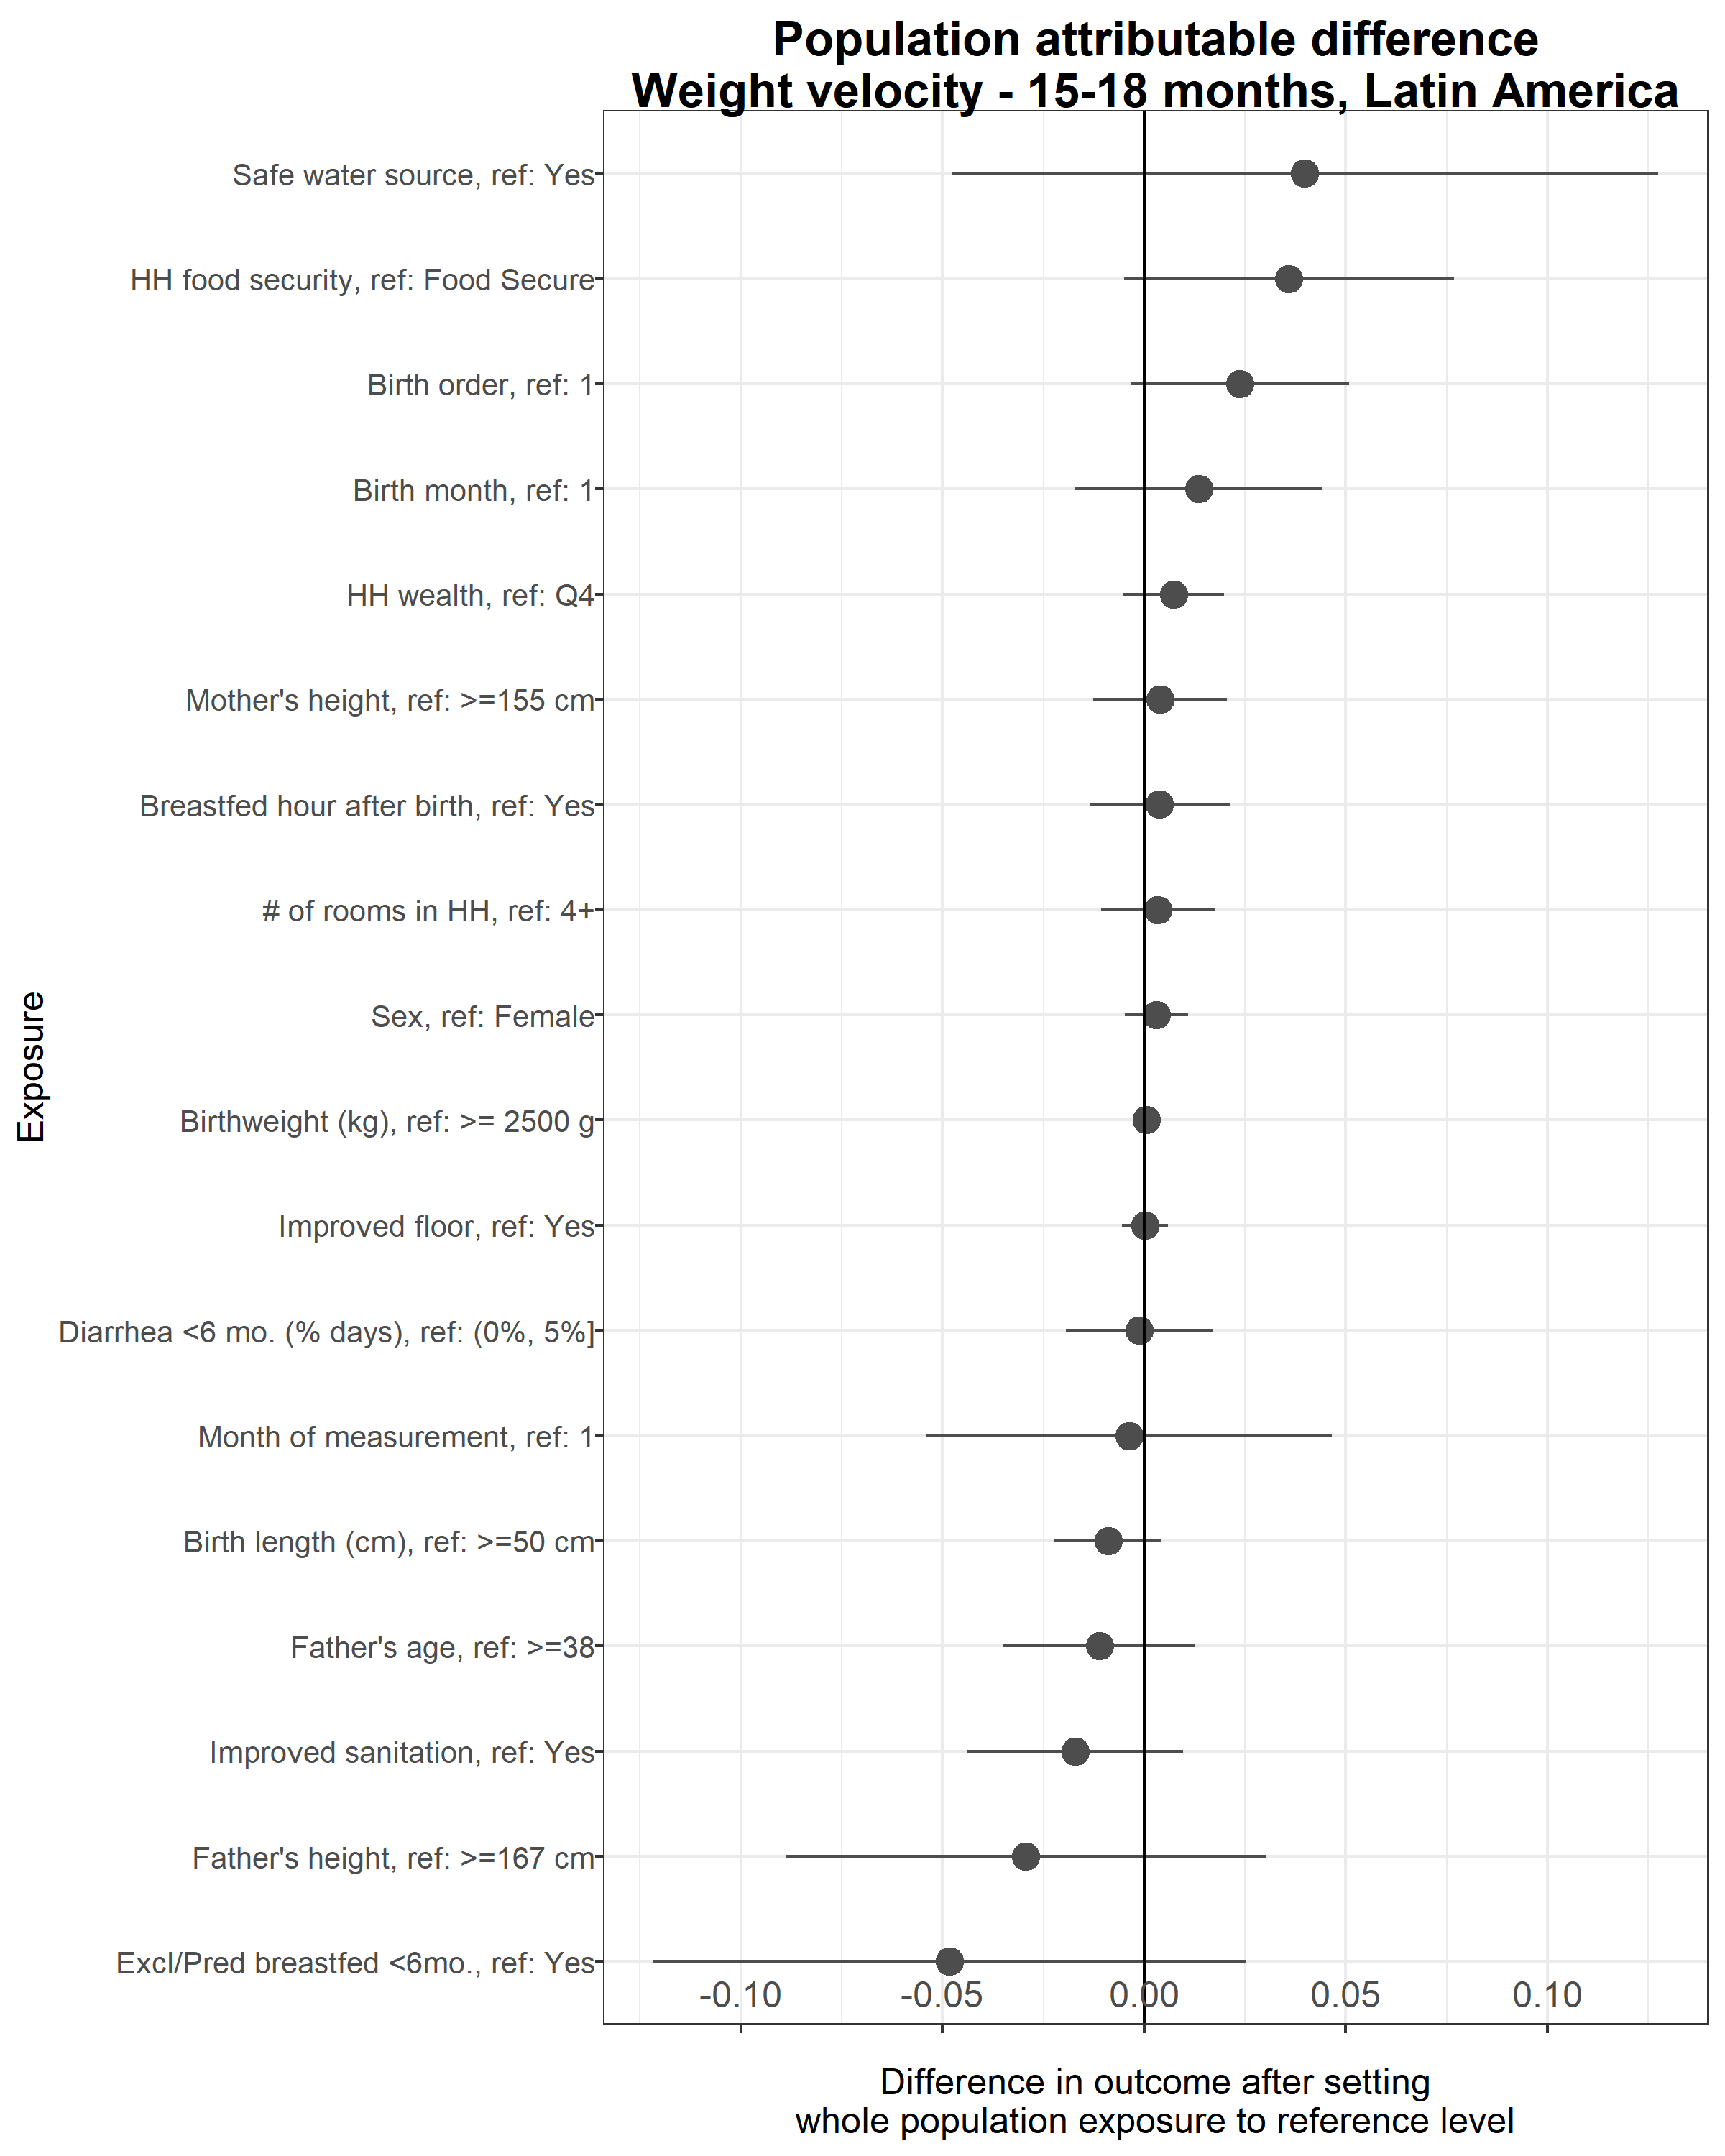 Population attributable difference
Weight velocity - 15-18 months, Latin America
Safe water source, ref: Yes
HH food security, ref: Food Secure
Birth order, ref: 1
Birth month, ref: 1
HH wealth, ref: Q4
Mother's height, ref: >=155 cm
Breastfed hour after birth, ref: Yes
# of rooms in HH, ref: 4+
Sex, ref: Female
Birthweight (kg), ref: >= 2500 g
Improved floor, ref: Yes
Diarrhea <6 mo. (% days), ref: (0%, 5%]
Month of measurement, ref: 1
Birth length (cm), ref: >=50 cm
Father's age, ref: >=38
Improved sanitation, ref: Yes
Father's height, ref: >=167 cm
Excl/Pred breastfed <6mo., ref: Yes
Exposure
-0.10 -0.05 0.00 0.05 0.10
Difference in outcome after setting
whole population exposure to reference level